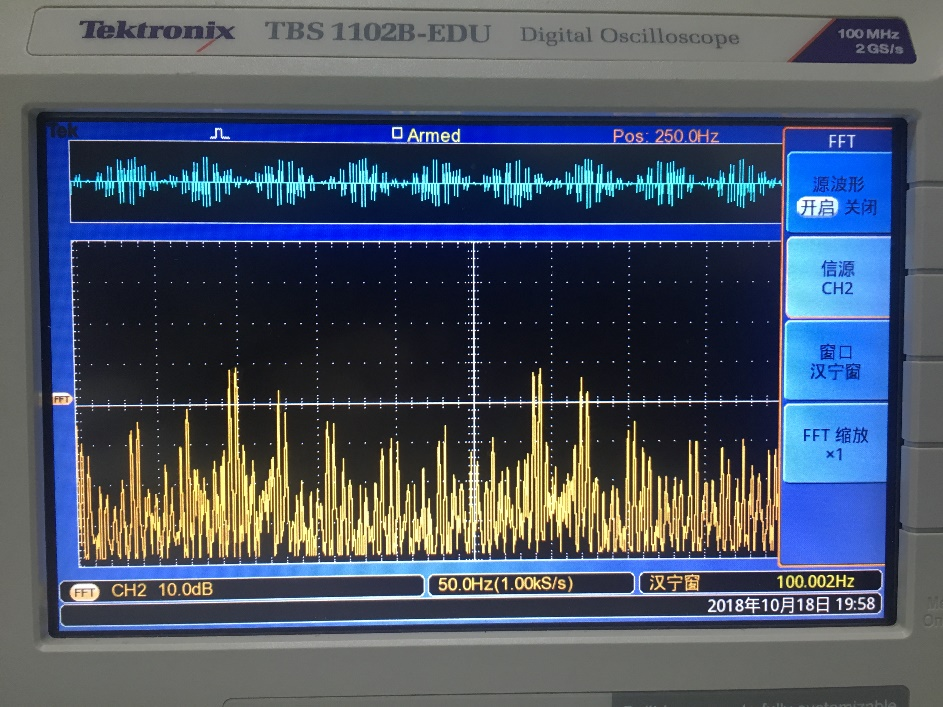 Tektronix TBS 1102B-EDU Digital Oscilloscope 100 MHz
2 GS/s
Tek Armed Pos: 250.0Hz FFT
源波形
开启 关闭
信源
CH2
窗口
汉宁窗
FFT
FFT 缩放
×1
FFT CH2 10.0dB 50.0Hz(1.00kS/s) 汉宁窗 100.002Hz
2018年10月18日 19:58